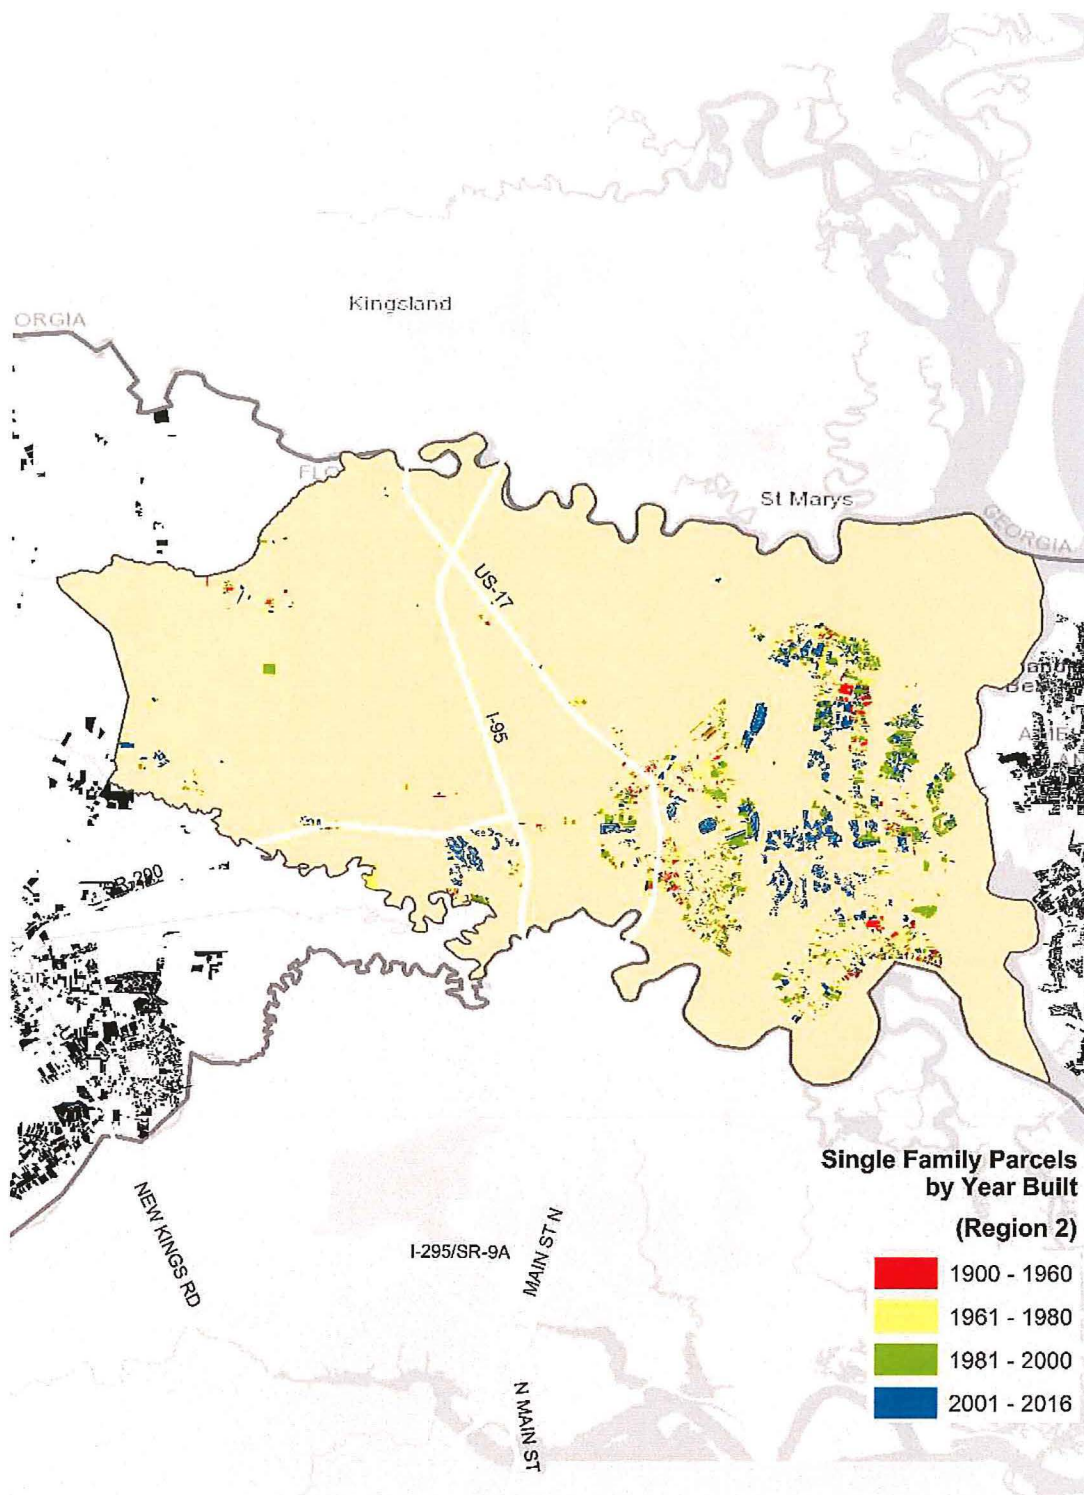 ORGIA
Kingsland
FLO
St Marys
GEORGIA
US-17
I-95
SR-200
Single Family Parcels
by Year Built
(Region 2)
NEW KINGS RD
I-295/SR-9A
MAIN ST N
N MAIN ST
1900 - 1960
1961 - 1980
1981 - 2000
2001 - 2016